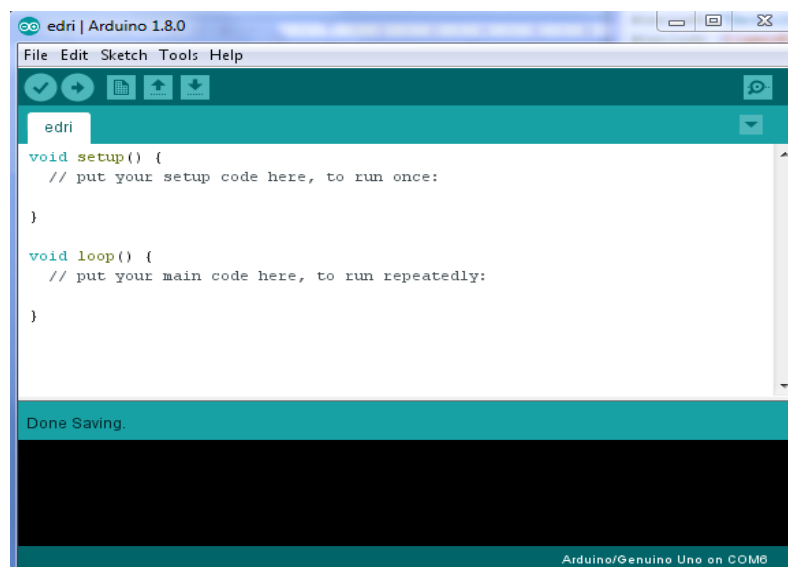 edri | Arduino 1.8.0
File Edit Sketch Tools Help
edri
void setup() {
  // put your setup code here, to run once:
}
void loop() {
  // put your main code here, to run repeatedly:
}
Done Saving.
Arduino/Genuino Uno on COM6